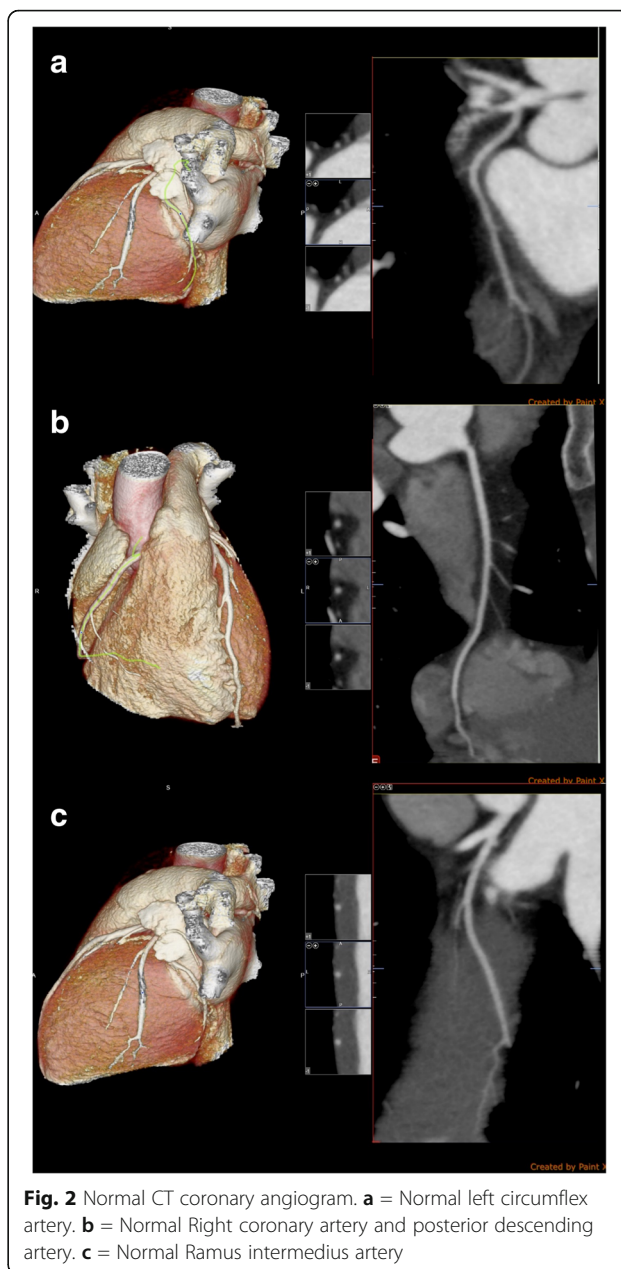 a
A
P
Created by Paint X
b
R
L
Created by Paint X
S
c
A
P
Created by Paint X
Fig. 2 Normal CT coronary angiogram. a = Normal left circumflex
artery. b = Normal Right coronary artery and posterior descending
artery. c = Normal Ramus intermedius artery